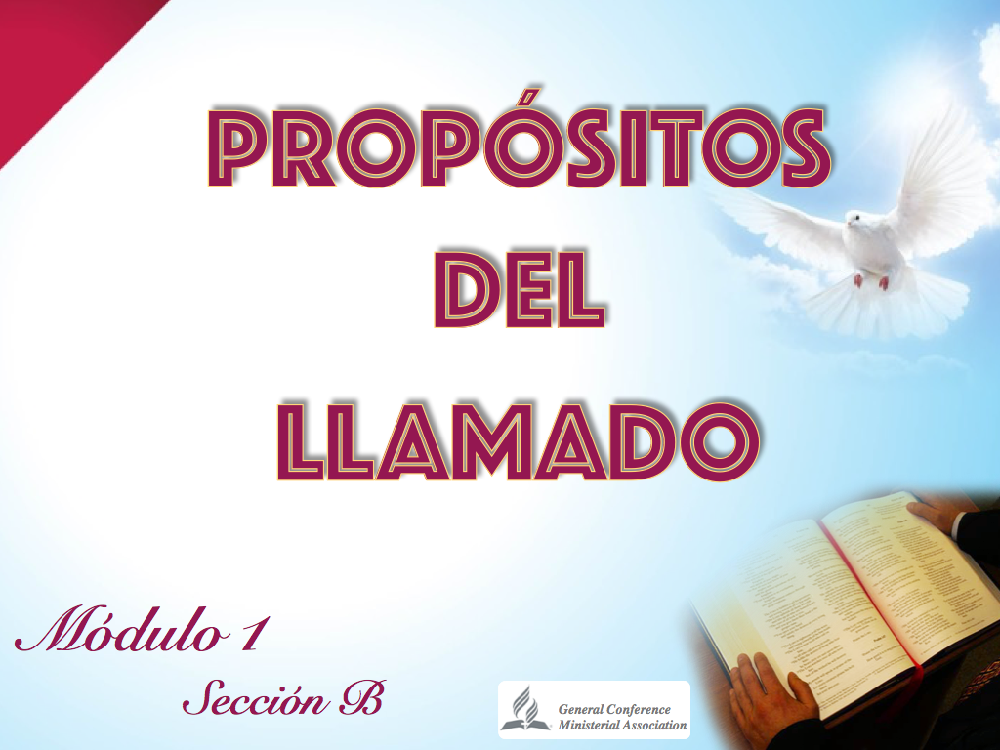 PROPÓSITOS
DEL
LLAMADO
Módulo 1
Sección B
General Conference
Ministerial Association